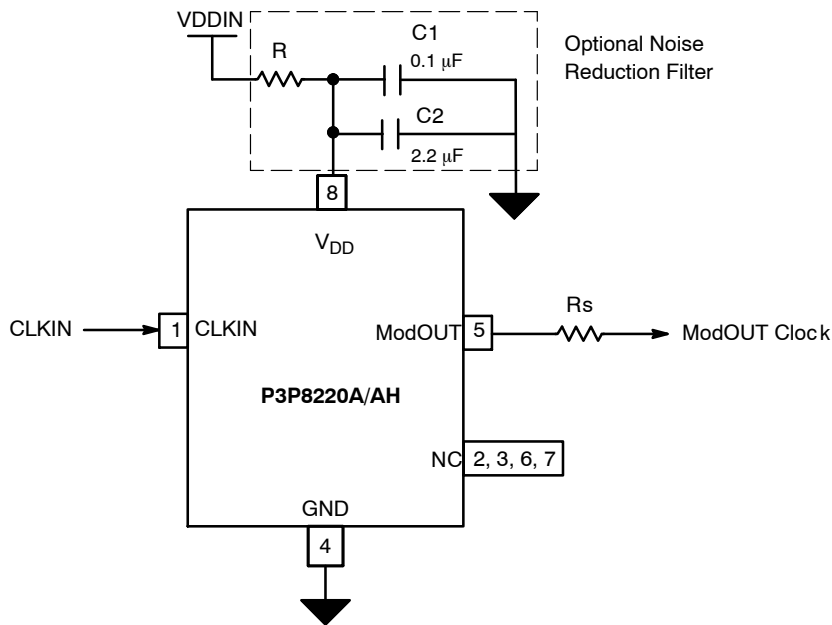 VDDIN
R
C1
0.1 μF
C2
2.2 μF
Optional Noise
Reduction Filter
8
VDD
CLKIN
1
CLKIN
ModOUT
5
Rs
ModOUT Clock
P3P8220A/AH
NC
2, 3, 6, 7
GND
4